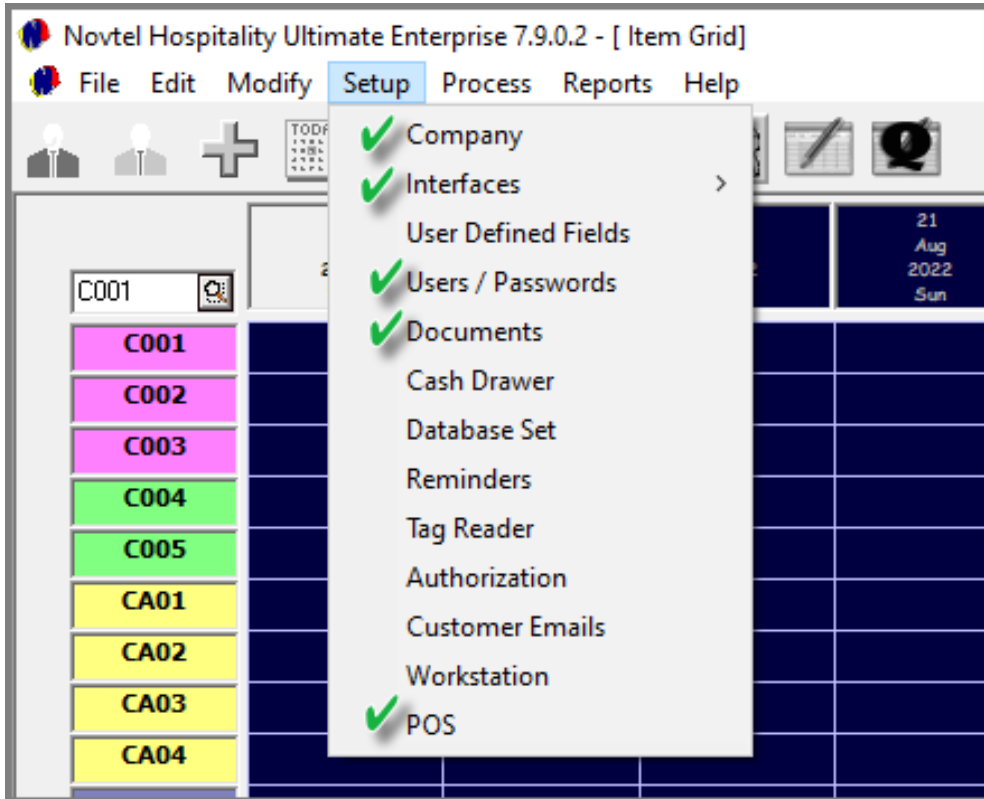 Novtel Hospitality Ultimate Enterprise 7.9.0.2 - [ Item Grid]
File Edit Modify Setup Process Reports Help
Company
Interfaces
User Defined Fields
Users / Passwords
Documents
Cash Drawer
Database Set
Reminders
Tag Reader
Authorization
Customer Emails
Workstation
POS
21
Aug
2022
Sun
C001
C001
C002
C003
C004
C005
CA01
CA02
CA03
CA04